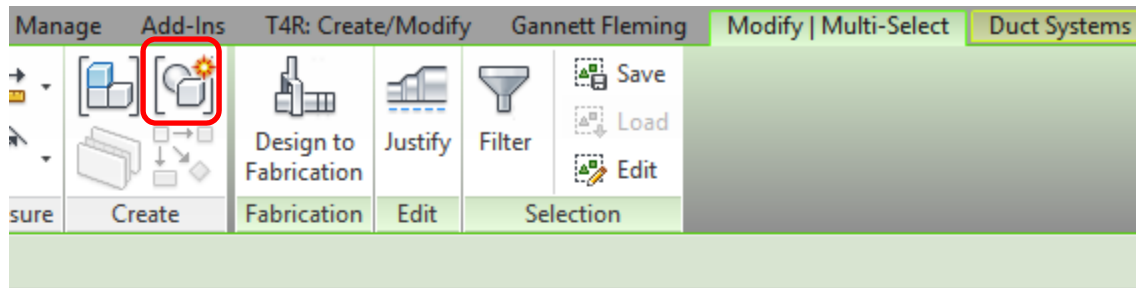 Manage Add-Ins T4R: Create/Modify Gannett Fleming Modify | Multi-Select Duct Systems
Save
Load
Design to Fabrication
Justify
Filter
Edit
sure Create Fabrication Edit Selection